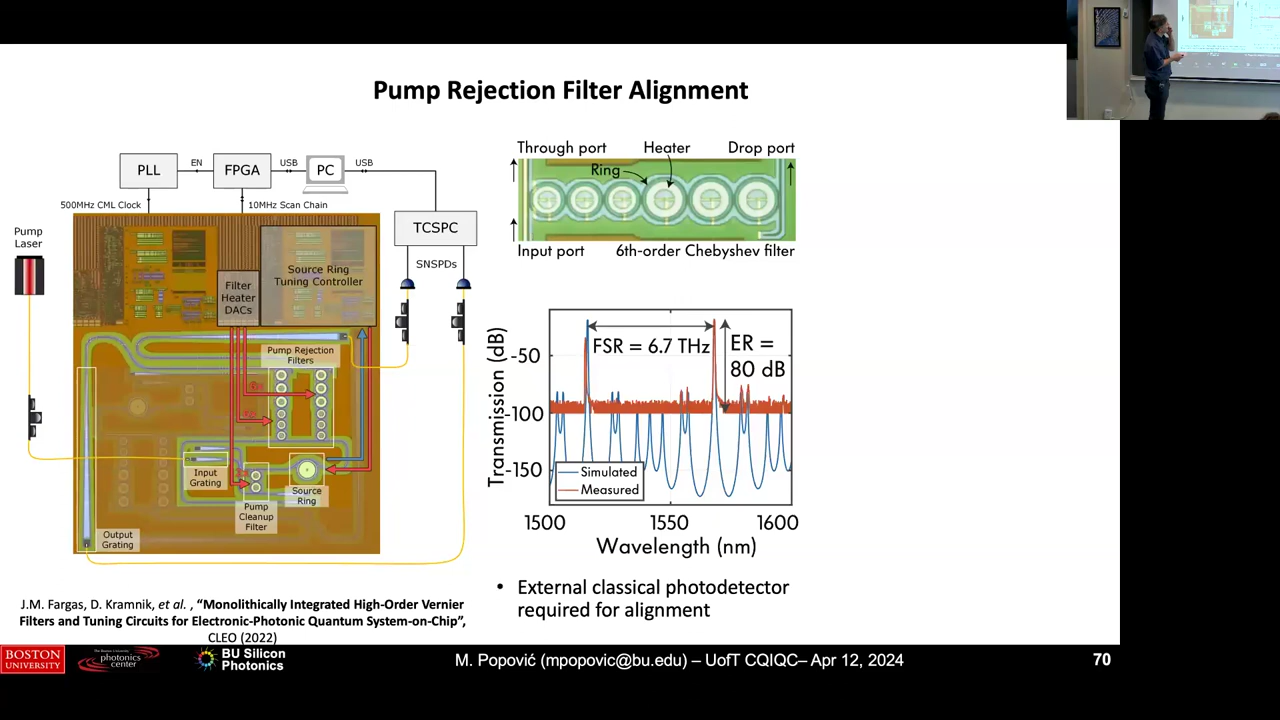 Pump Rejection Filter Alignment
PLL
EN
FPGA
USB
PC
USB
500MHz CML Clock
10MHz Scan Chain
Pump
Laser
TCSPC
SNSPDs
Source Ring
Tuning Controller
Filter
Heater
DACs
Pump Rejection
Filters
Input
Grating
Source
Ring
Pump
Cleanup
Filter
Output
Grating
Through port
Heater
Drop port
Ring
Input port
6th-order Chebyshev filter
Transmission (dB)
-50
-100
-150
FSR = 6.7 THz
ER =
80 dB
Simulated
Measured
1500
1550
1600
Wavelength (nm)
• External classical photodetector
required for alignment
J.M. Fargas, D. Kramnik, et al. , “Monolithically Integrated High-Order Vernier
Filters and Tuning Circuits for Electronic-Photonic Quantum System-on-Chip”,
CLEO (2022)
BOSTON
UNIVERSITY
photonics
center
BU Silicon
Photonics
M. Popović (mpopovic@bu.edu) – UofT CQIQC– Apr 12, 2024
70